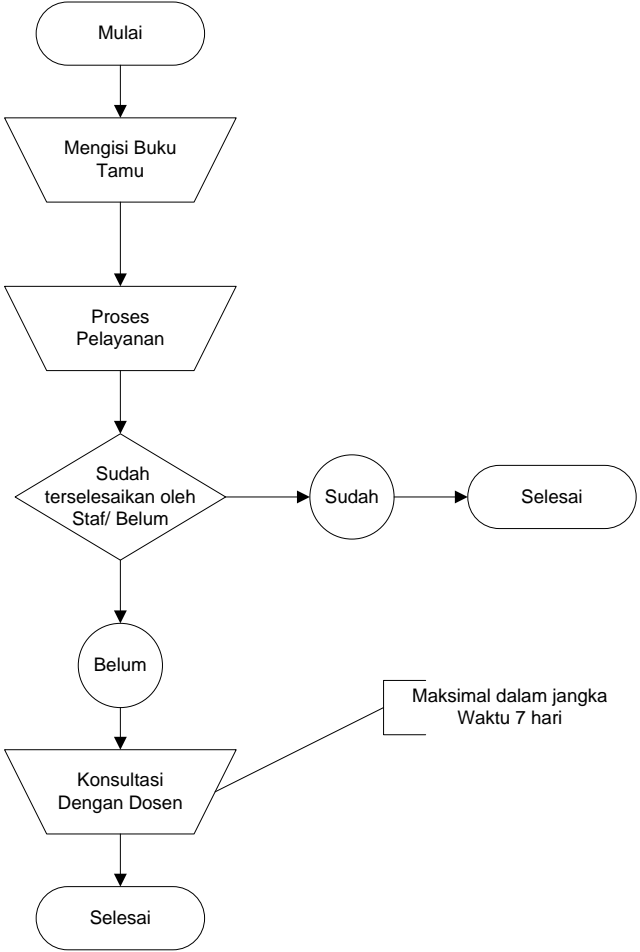 Mulai
Mengisi Buku
Tamu
Proses
Pelayanan
Sudah
terselesaikan oleh
Staf/ Belum
Sudah
Selesai
Belum
Maksimal dalam jangka
Waktu 7 hari
Konsultasi
Dengan Dosen
Selesai